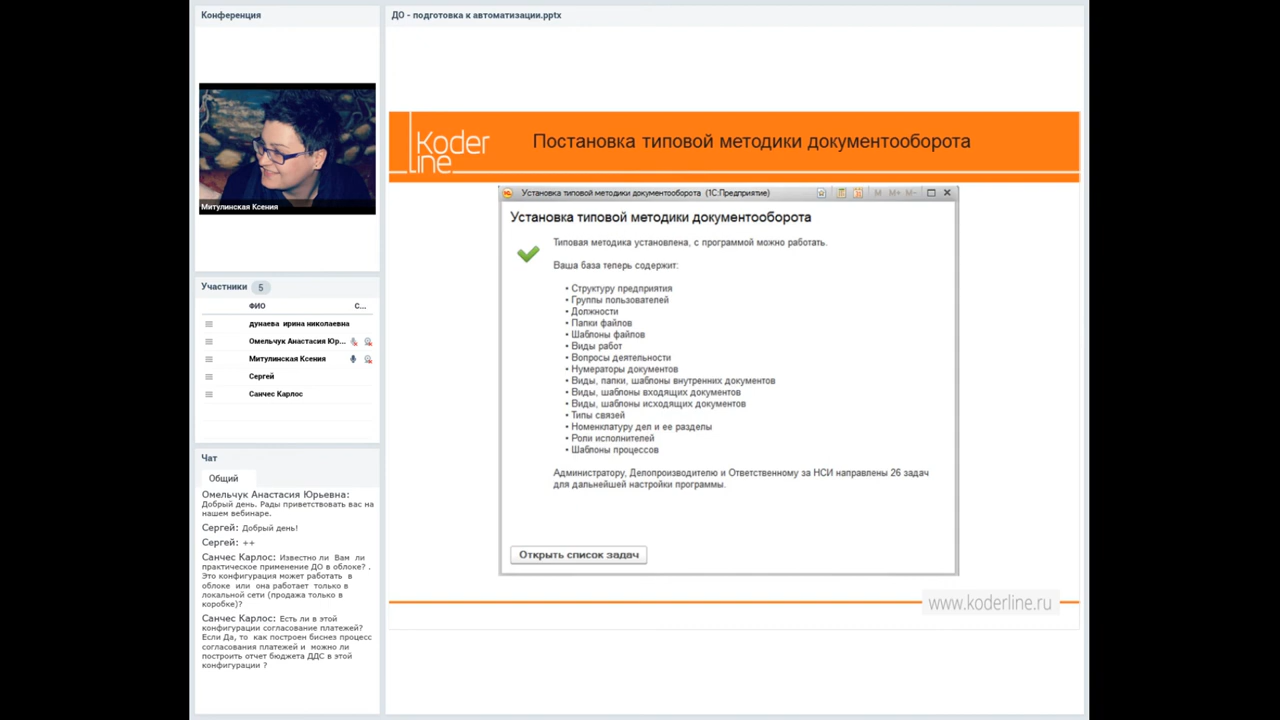 Конференция
Митулинская Ксения
Участники 5
ФИО С...
дунаева ирина николаевна
Омельчук Анастасия Юр...
Митулинская Ксения
Сергей
Санчес Карлос
Чат
Общий
Омельчук Анастасия Юрьевна:
Добрый день. Рады приветствовать вас на
нашем вебинаре.
Сергей: Добрый день!
Сергей: ++
Санчес Карлос: Известно ли Вам ли
практическое применение ДО в облоке? .
Это конфигурация может работать в
облоке или она работает только в
локальной сети (продажа только в
коробке)?
Санчес Карлос: Есть ли в этой
конфигурации согласование платежей?
Если Да, то как построен биснез процесс
согласования платежей и можно ли
построить отчет бюджета ДДС в этой
конфигурации ?
ДО - подготовка к автоматизации.pptx
Koder
line
Постановка типовой методики документооборота
Установка типовой методики документооборота (1С:Предприятие)
M M+ M-
Установка типовой методики документооборота
Типовая методика установлена, с программой можно работать.
Ваша база теперь содержит:
• Структуру предприятия
• Группы пользователей
• Должности
• Папки файлов
• Шаблоны файлов
• Виды работ
• Вопросы деятельности
• Нумераторы документов
• Виды, папки, шаблоны внутренних документов
• Виды, шаблоны входящих документов
• Виды, шаблоны исходящих документов
• Типы связей
• Номенклатуру дел и ее разделы
• Роли исполнителей
• Шаблоны процессов
Администратору, Делопроизводителю и Ответственному за НСИ направлены 26 задач
для дальнейшей настройки программы.
Открыть список задач
www.koderline.ru